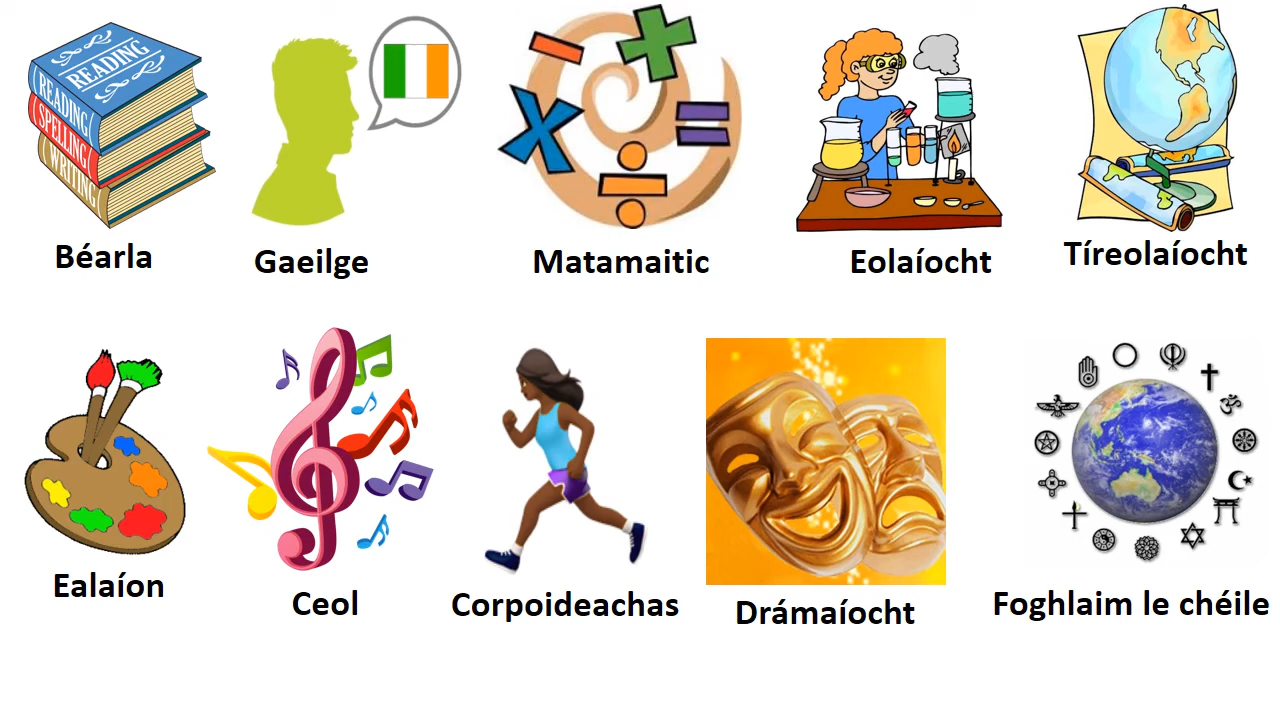 READING
READING
SPELLING
WRITING
Béarla
Gaeilge
Matamaitic
Eolaíocht
Tíreolaíocht
Ealaíon
Ceol
Corpoideachas
Drámaíocht
Foghlaim le chéile